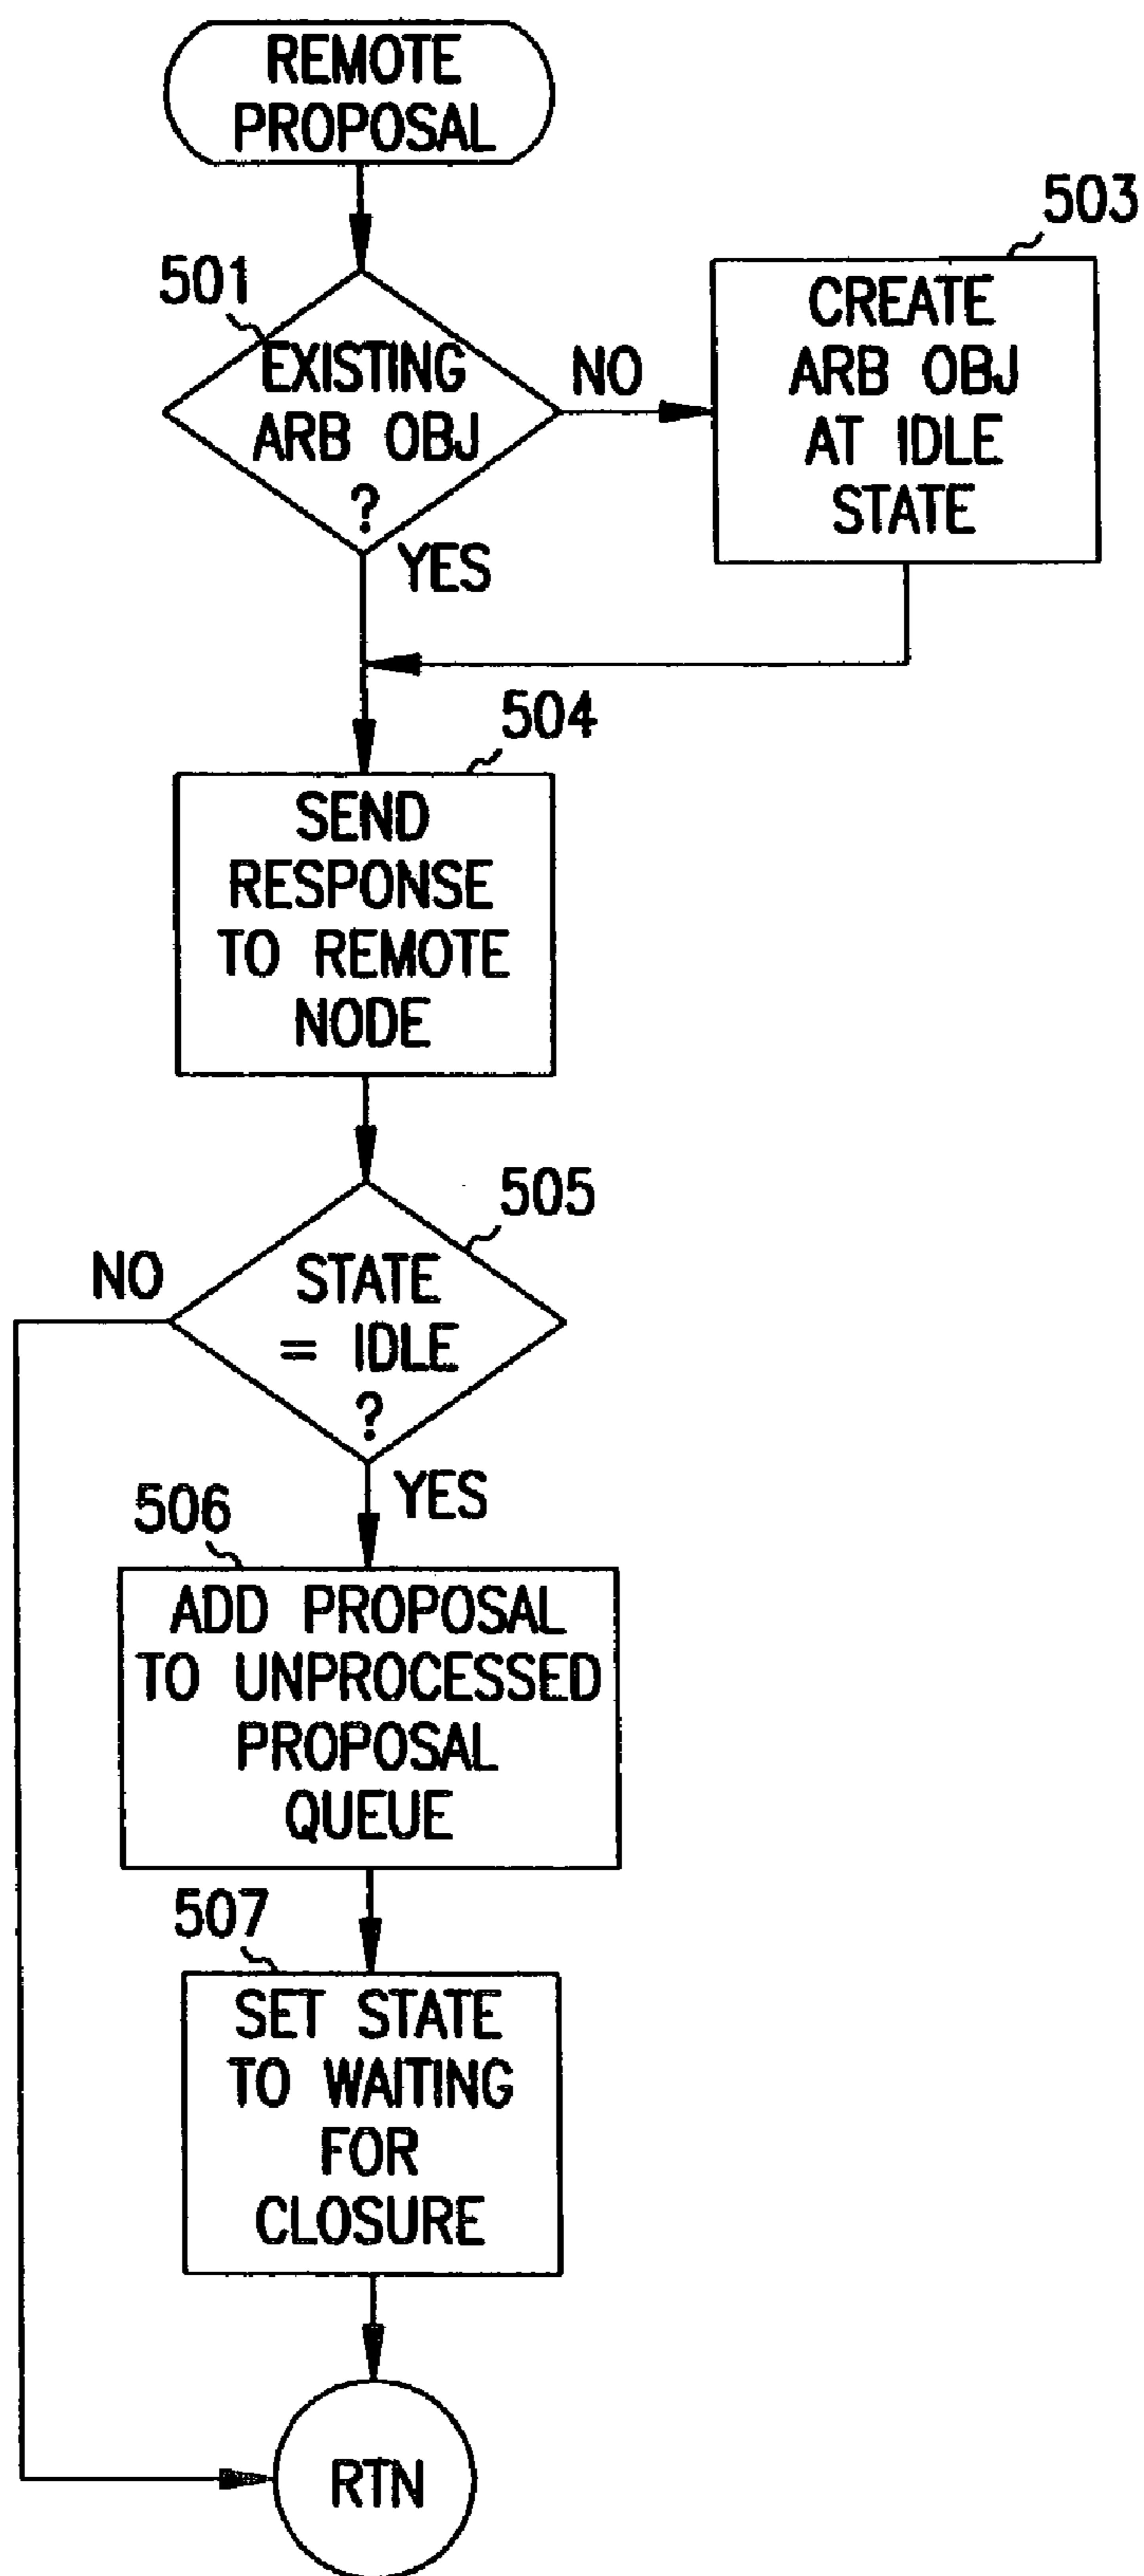 REMOTE
PROPOSAL
501
EXISTING
ARB OBJ
?
NO
YES
503
CREATE
ARB OBJ
AT IDLE
STATE
504
SEND
RESPONSE
TO REMOTE
NODE
505
STATE
= IDLE
?
NO
YES
506
ADD PROPOSAL
TO UNPROCESSED
PROPOSAL
QUEUE
507
SET STATE
TO WAITING
FOR
CLOSURE
RTN